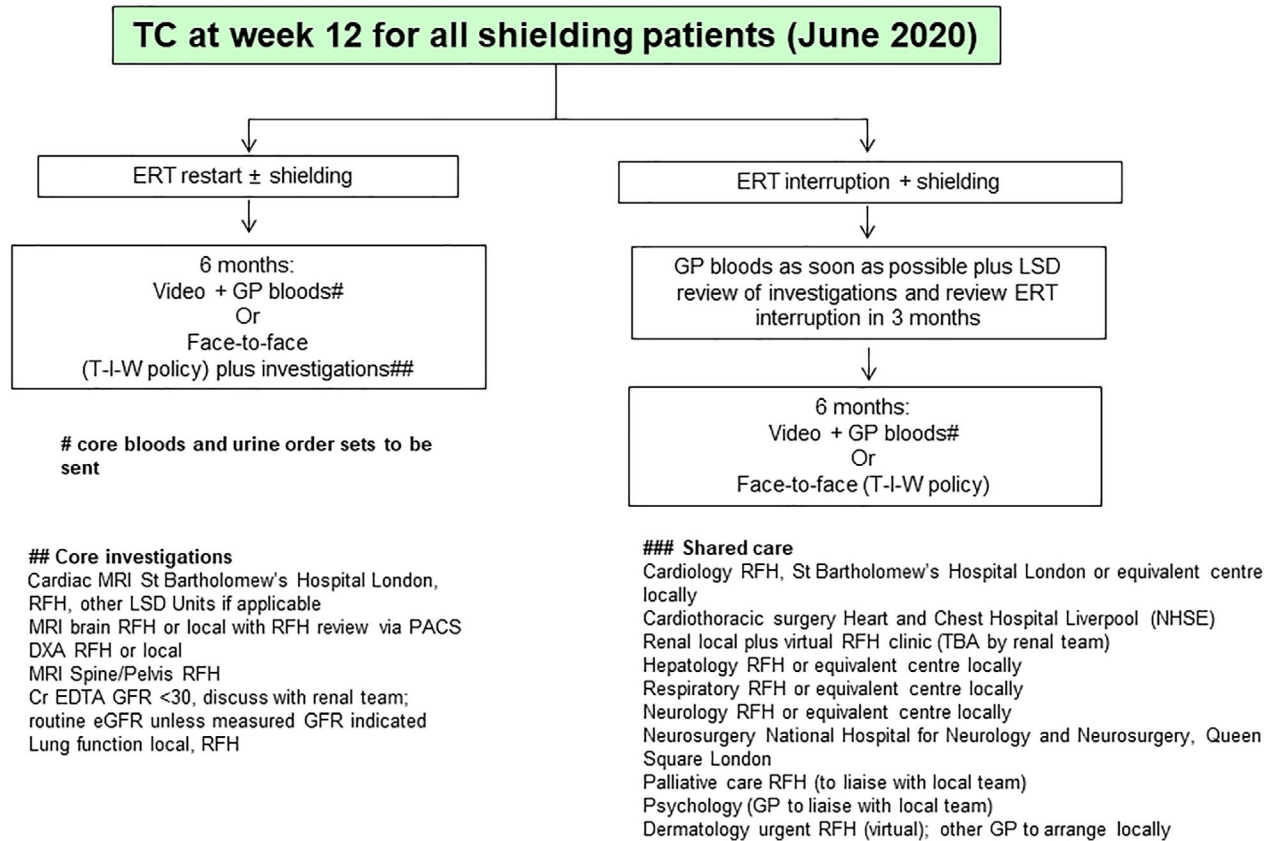 TC at week 12 for all shielding patients (June 2020)
ERT restart ± shielding
6 months:
Video + GP bloods#
Or
Face-to-face
(T-I-W policy) plus investigations##
# core bloods and urine order sets to be
sent
## Core investigations
Cardiac MRI St Bartholomew's Hospital London,
RFH, other LSD Units if applicable
MRI brain RFH or local with RFH review via PACS
DXA RFH or local
MRI Spine/Pelvis RFH
Cr EDTA GFR <30, discuss with renal team;
routine eGFR unless measured GFR indicated
Lung function local, RFH
ERT interruption + shielding
GP bloods as soon as possible plus LSD
review of investigations and review ERT
interruption in 3 months
6 months:
Video + GP bloods#
Or
Face-to-face (T-I-W policy)
### Shared care
Cardiology RFH, St Bartholomew's Hospital London or equivalent centre
locally
Cardiothoracic surgery Heart and Chest Hospital Liverpool (NHSE)
Renal local plus virtual RFH clinic (TBA by renal team)
Hepatology RFH or equivalent centre locally
Respiratory RFH or equivalent centre locally
Neurology RFH or equivalent centre locally
Neurosurgery National Hospital for Neurology and Neurosurgery, Queen
Square London
Palliative care RFH (to liaise with local team)
Psychology (GP to liaise with local team)
Dermatology urgent RFH (virtual); other GP to arrange locally